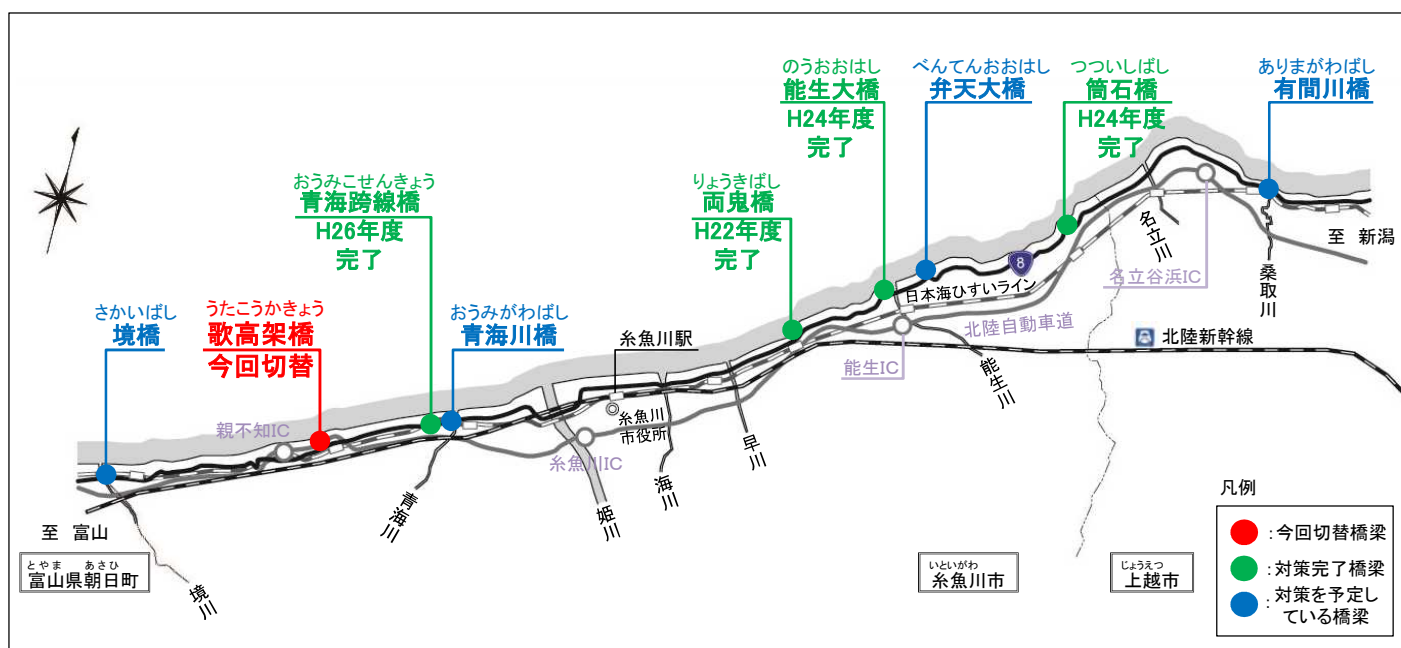 さかいばし
境橋
うたこうかきょう
歌高架橋
今回切替
おうみこせんきょう
青海跨線橋
H26年度
完了
おうみがわばし
青海川橋
りょうきばし
両鬼橋
H22年度
完了
のうおおはし
能生大橋
H24年度
完了
べんてんおおはし
弁天大橋
つついしばし
筒石橋
H24年度
完了
ありまがわばし
有間川橋
至 新潟
8
日本海ひすいライン
北陸自動車道
名立川
名立谷浜IC
桑取川
北陸新幹線
能生IC
能生川
糸魚川駅
糸魚川
市役所
早川
海川
糸魚川IC
姫川
青海川
親不知IC
境川
至 富山
とやま あさひ
富山県朝日町
いといがわ
糸魚川市
じょうえつ
上越市
凡例
:今回切替橋梁
:対策完了橋梁
:対策を予定し
ている橋梁